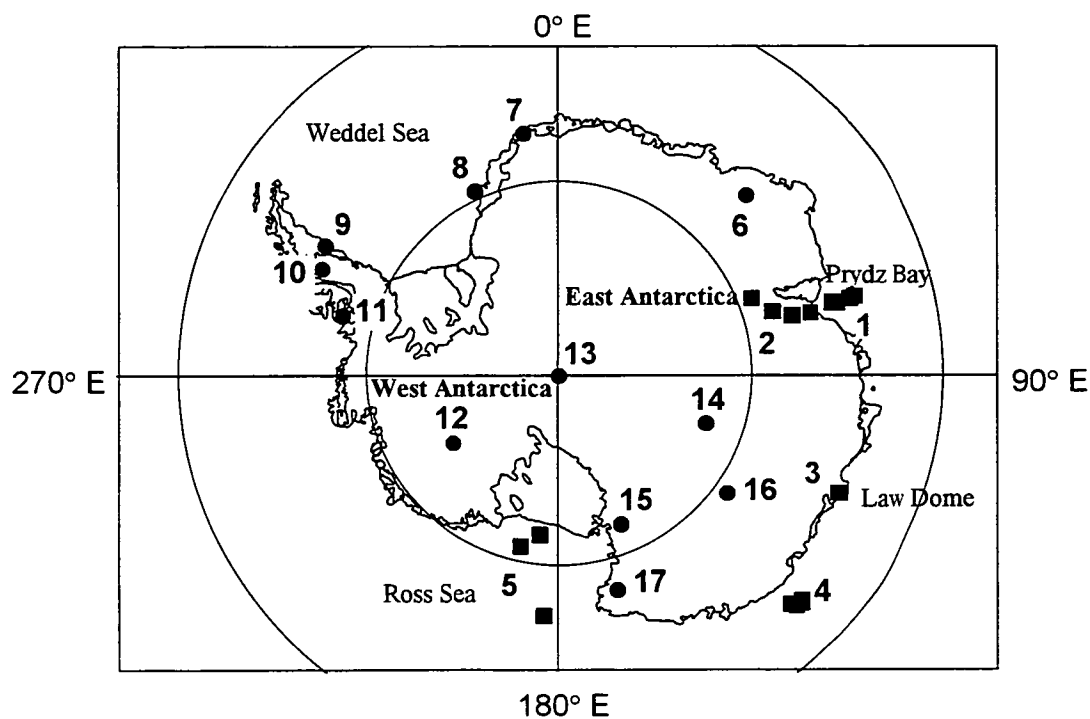 0° E
7
Weddel Sea
8
6
9
10
Prydz Bay
East Antarctica
2
1
11
13
270° E
90° E
West Antarctica
14
12
3
16
Law Dome
15
5
17
4
Ross Sea
180° E